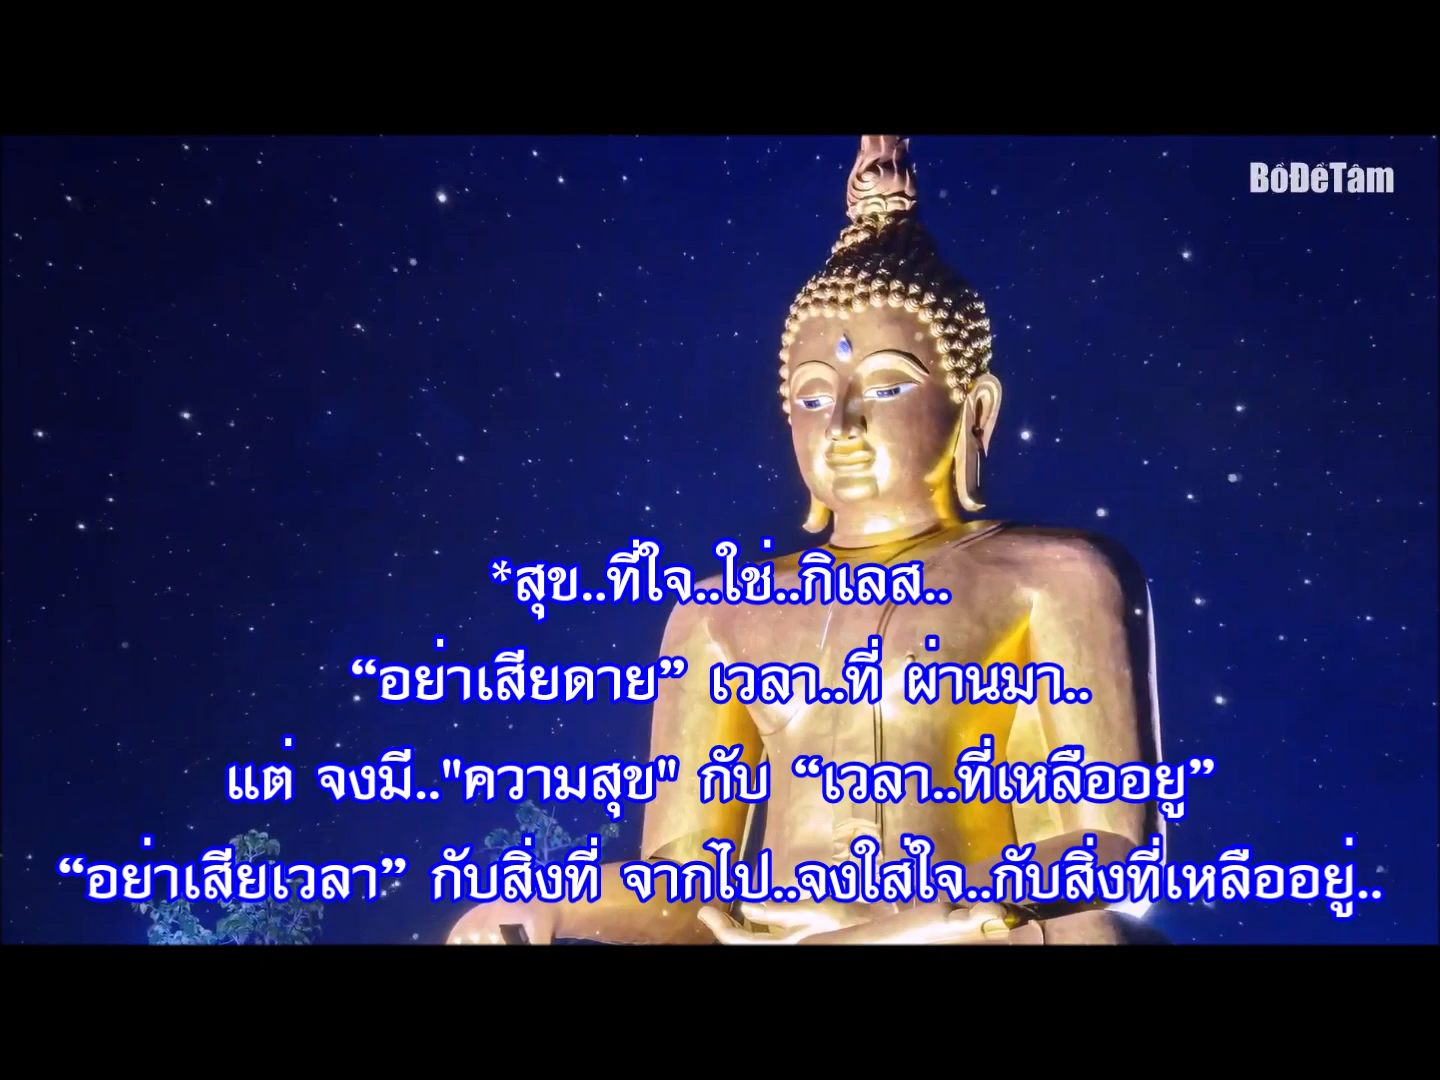 BồĐềTâm
*สุข..ที่ใจ..ใช่..กิเลส..
“อย่าเสียดาย” เวลา..ที่ ผ่านมา..
แต่ จงมี.."ความสุข" กับ “เวลา..ที่เหลืออยู”
“อย่าเสียเวลา” กับสิ่งที่ จากไป..จงใส่ใจ..กับสิ่งที่เหลืออยู่..